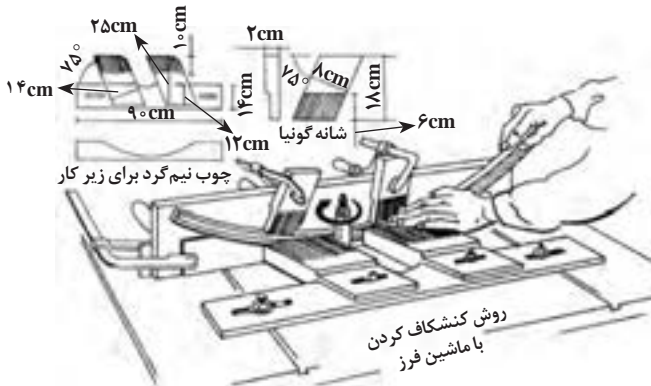 ۲۵cm
۱۰cm
۷۵°
۱۴cm
۱۴cm
۹۰cm
۱۲cm
چوب نیم گرد برای زیر کار
۲cm
۷۵°
۸cm
۱۸cm
شانه گونیا
۶cm
روش کنشکاف کردن
با ماشین فرز